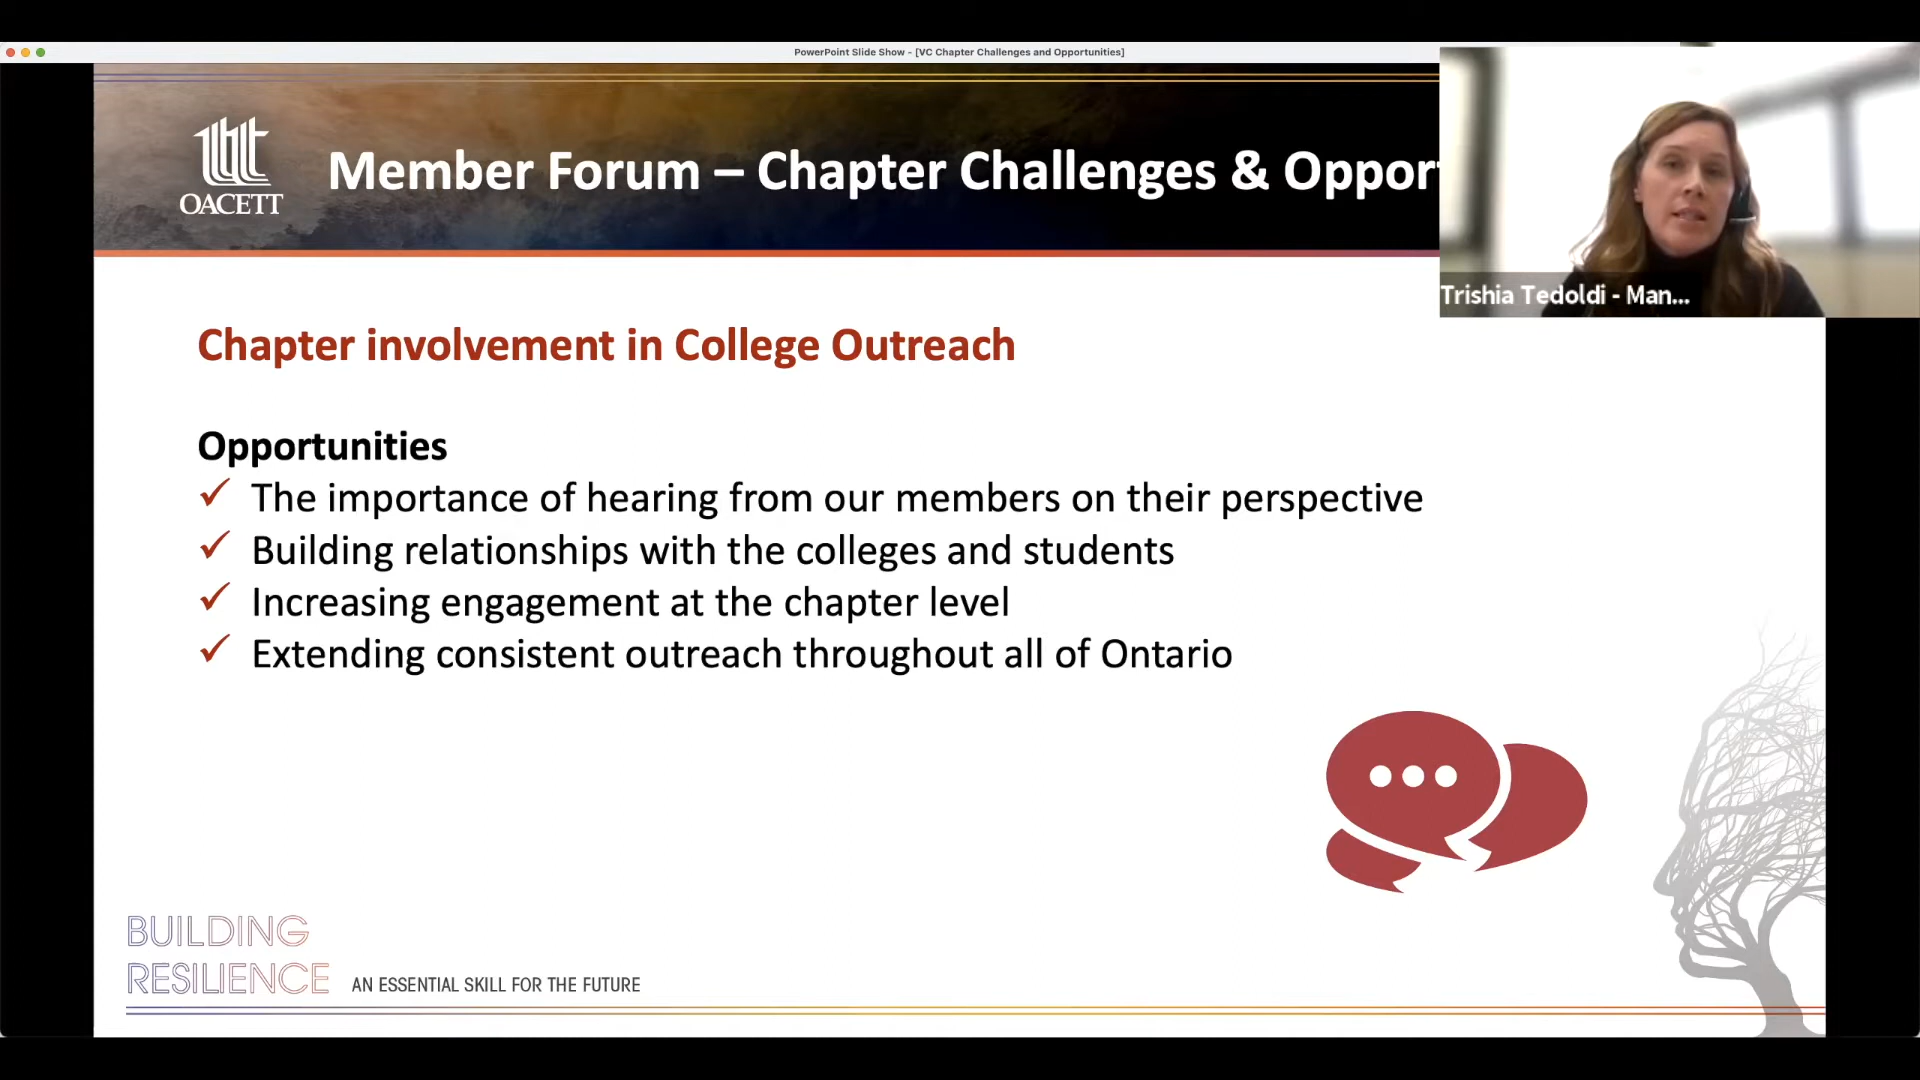 PowerPoint Slide Show - [VC Chapter Challenges and Opportunities]
OACETT
Member Forum – Chapter Challenges & Oppor
Trishia Tedoldi - Man...
Chapter involvement in College Outreach
Opportunities
✓ The importance of hearing from our members on their perspective
✓ Building relationships with the colleges and students
✓ Increasing engagement at the chapter level
✓ Extending consistent outreach throughout all of Ontario
BUILDING
RESILIENCE AN ESSENTIAL SKILL FOR THE FUTURE